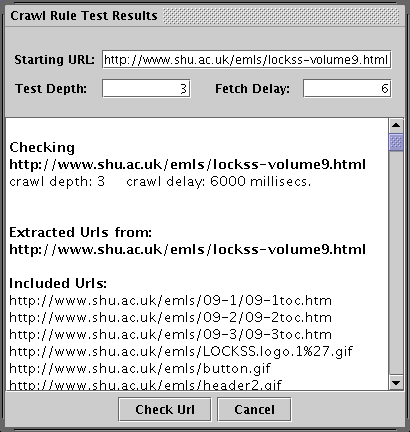 Crawl Rule Test Results
Starting URL: http://www.shu.ac.uk/emls/lockss-volume9.html
Test Depth: 3 Fetch Delay: 6
Checking
http://www.shu.ac.uk/emls/lockss-volume9.html
crawl depth: 3 crawl delay: 6000 millisecs.
Extracted Urls from:
http://www.shu.ac.uk/emls/lockss-volume9.html
Included Urls:
http://www.shu.ac.uk/emls/09-1/09-1toc.htm
http://www.shu.ac.uk/emls/09-2/09-2toc.htm
http://www.shu.ac.uk/emls/09-3/09-3toc.htm
http://www.shu.ac.uk/emls/LOCKSS.logo.1%27.gif
http://www.shu.ac.uk/emls/button.gif
http://www.shu.ac.uk/emls/header2.gif
Check Url Cancel